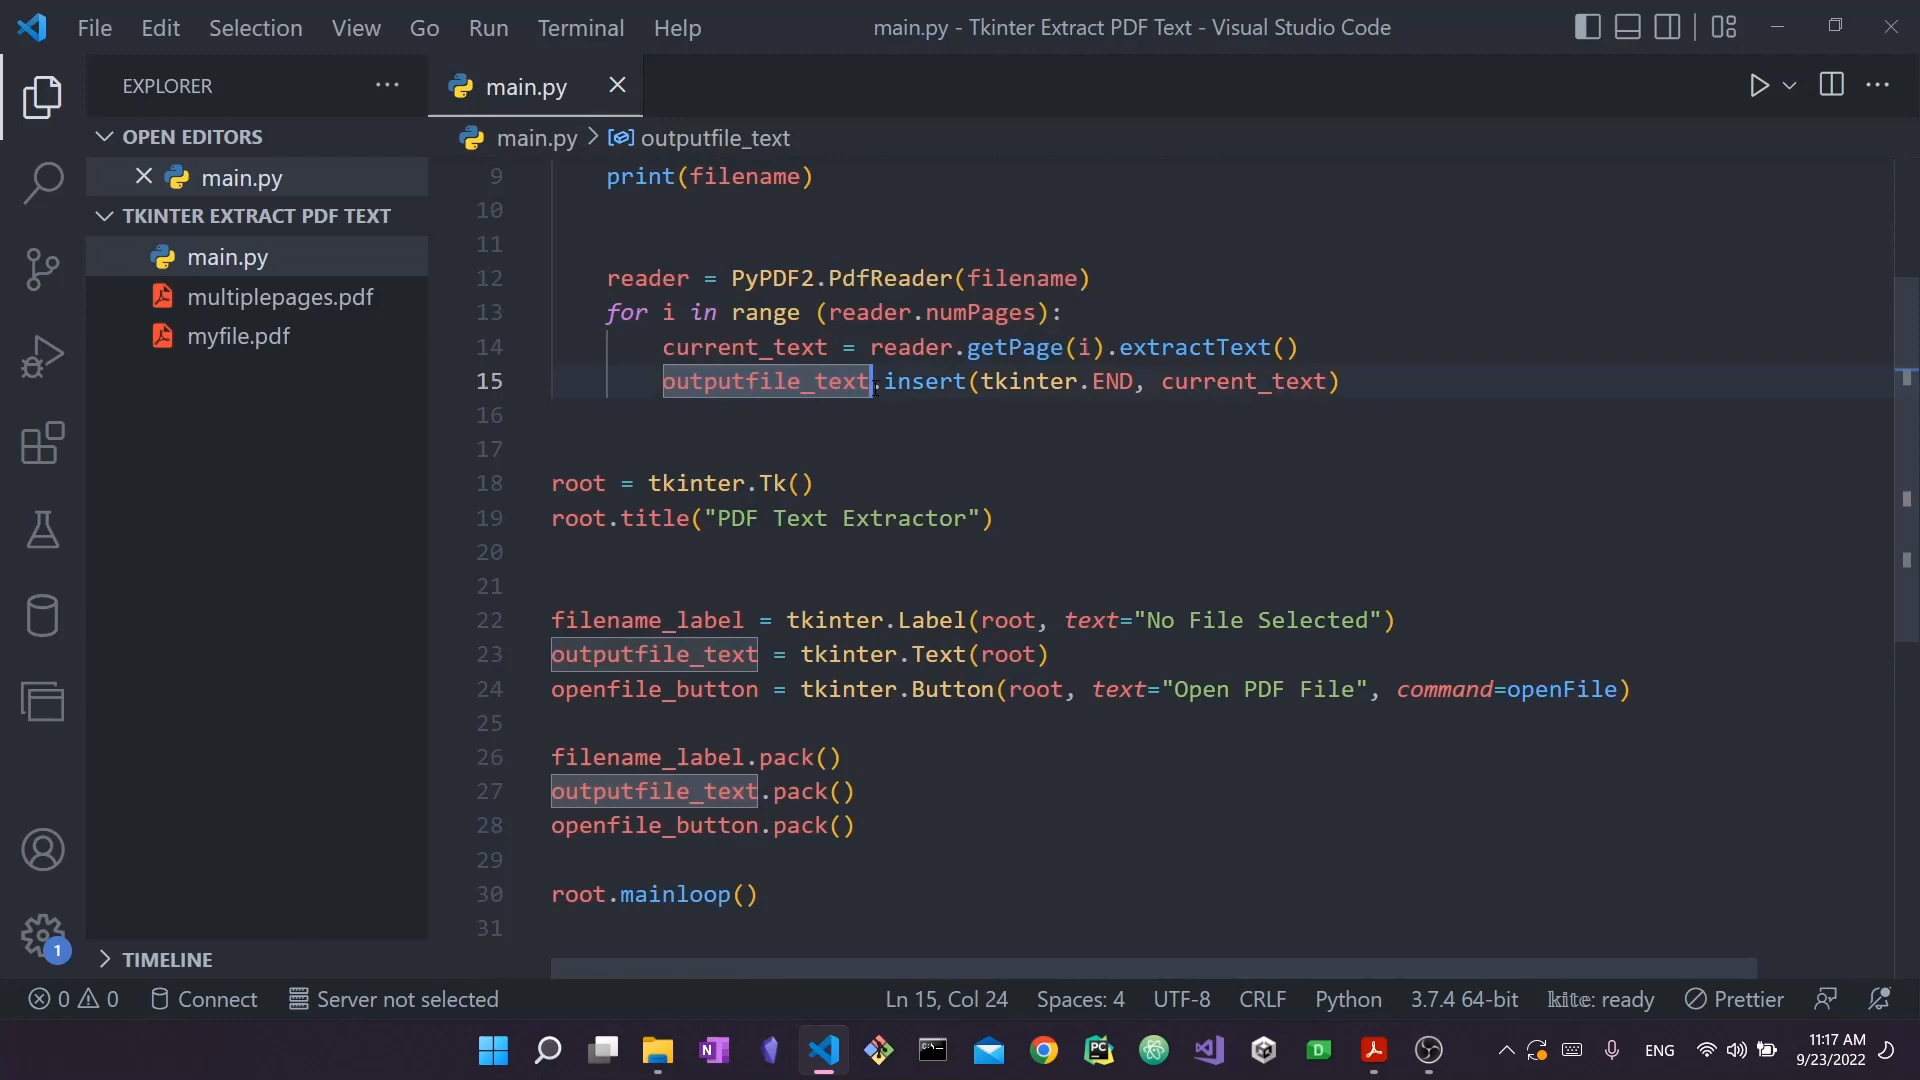 File Edit Selection View Go Run Terminal Help
main.py - Tkinter Extract PDF Text - Visual Studio Code
EXPLORER
main.py
OPEN EDITORS
main.py
TKINTER EXTRACT PDF TEXT
main.py
multiplepages.pdf
myfile.pdf
TIMELINE
main.py > outputfile_text
9 print(filename)
10
11
12 reader = PyPDF2.PdfReader(filename)
13 for i in range (reader.numPages):
14 current_text = reader.getPage(i).extractText()
15 outputfile_text.insert(tkinter.END, current_text)
16
17
18 root = tkinter.Tk()
19 root.title("PDF Text Extractor")
20
21
22 filename_label = tkinter.Label(root, text="No File Selected")
23 outputfile_text = tkinter.Text(root)
24 openfile_button = tkinter.Button(root, text="Open PDF File", command=openFile)
25
26 filename_label.pack()
27 outputfile_text.pack()
28 openfile_button.pack()
29
30 root.mainloop()
31
1
0 0 Connect Server not selected
Ln 15, Col 24 Spaces: 4 UTF-8 CRLF Python 3.7.4 64-bit kite: ready Prettier
N PC D ENG
11:17 AM
9/23/2022